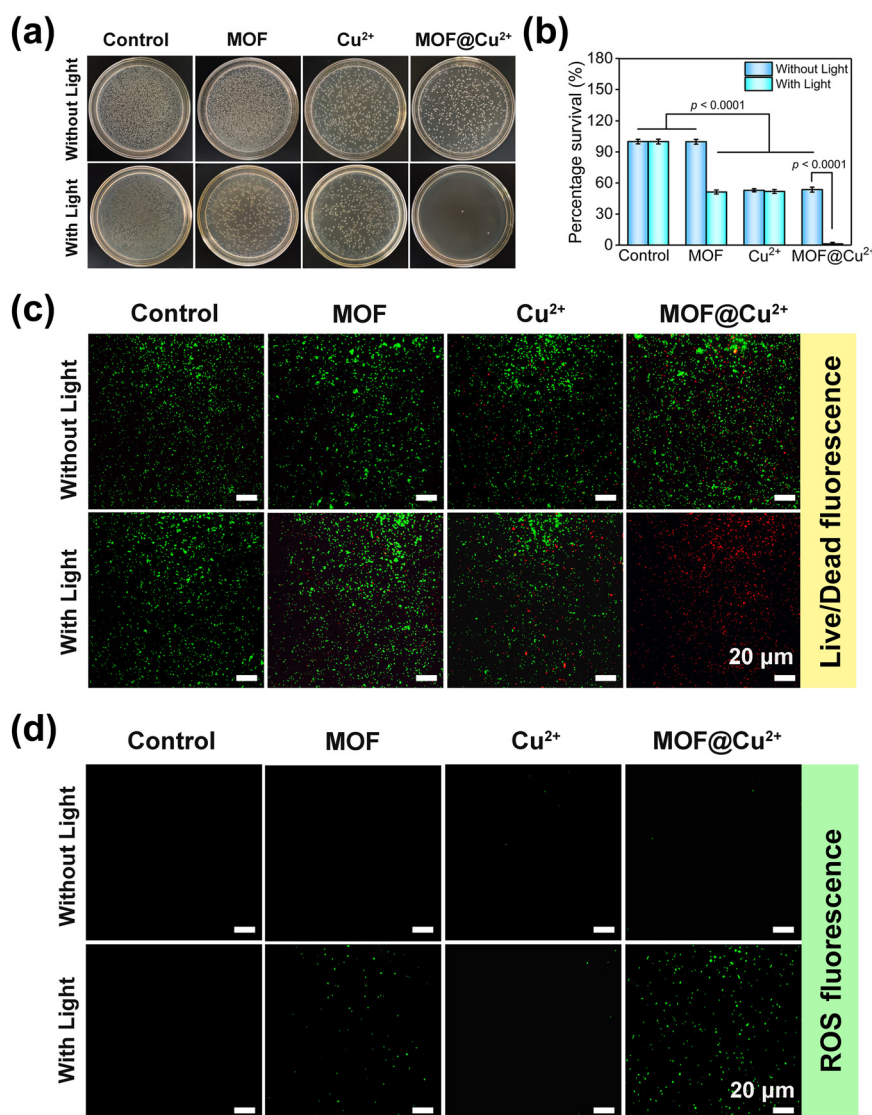 (a)
Control MOF Cu²⁺ MOF@Cu²⁺
Without Light
With Light
(b)
180
150
120
90
60
30
0
Percentage survival (%)
Without Light
With Light
p < 0.0001
p < 0.0001
Control MOF Cu²⁺ MOF@Cu²⁺
(c)
Control MOF Cu²⁺ MOF@Cu²⁺
Without Light
With Light
20 µm
Live/Dead fluorescence
(d)
Control MOF Cu²⁺ MOF@Cu²⁺
Without Light
With Light
20 µm
ROS fluorescence